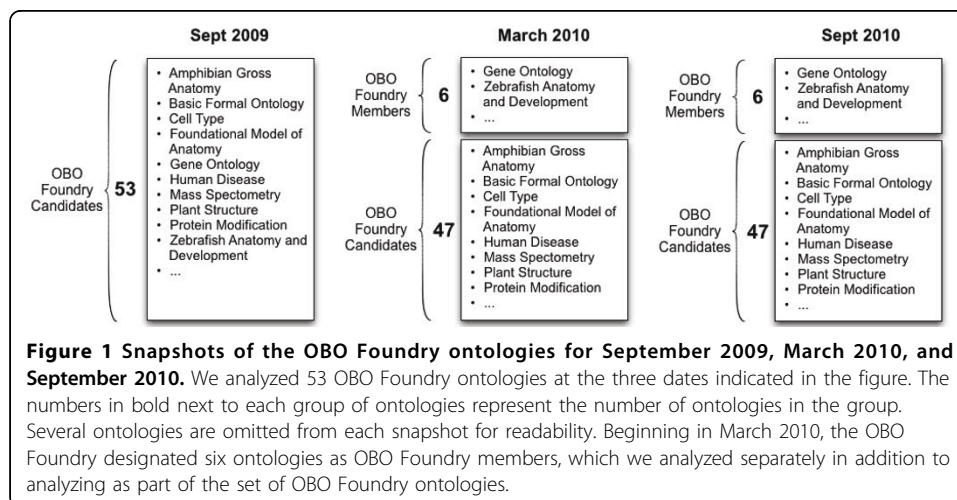 Sept 2009
OBO
Foundry
Candidates
53
• Amphibian Gross
Anatomy
• Basic Formal Ontology
• Cell Type
• Foundational Model of
Anatomy
• Gene Ontology
• Human Disease
• Mass Spectometry
• Plant Structure
• Protein Modification
• Zebrafish Anatomy and
Development
• ...
March 2010
OBO
Foundry
Members
6
• Gene Ontology
• Zebrafish Anatomy
and Development
• ...
OBO
Foundry
Candidates
47
• Amphibian Gross
Anatomy
• Basic Formal Ontology
• Cell Type
• Foundational Model of
Anatomy
• Human Disease
• Mass Spectometry
• Plant Structure
• Protein Modification
• ...
Sept 2010
OBO
Foundry
Members
6
• Gene Ontology
• Zebrafish Anatomy
and Development
• ...
OBO
Foundry
Candidates
47
• Amphibian Gross
Anatomy
• Basic Formal Ontology
• Cell Type
• Foundational Model of
Anatomy
• Human Disease
• Mass Spectometry
• Plant Structure
• Protein Modification
• ...
Figure 1 Snapshots of the OBO Foundry ontologies for September 2009, March 2010, and
September 2010. We analyzed 53 OBO Foundry ontologies at the three dates indicated in the figure. The
numbers in bold next to each group of ontologies represent the number of ontologies in the group.
Several ontologies are omitted from each snapshot for readability. Beginning in March 2010, the OBO
Foundry designated six ontologies as OBO Foundry members, which we analyzed separately in addition to
analyzing as part of the set of OBO Foundry ontologies.